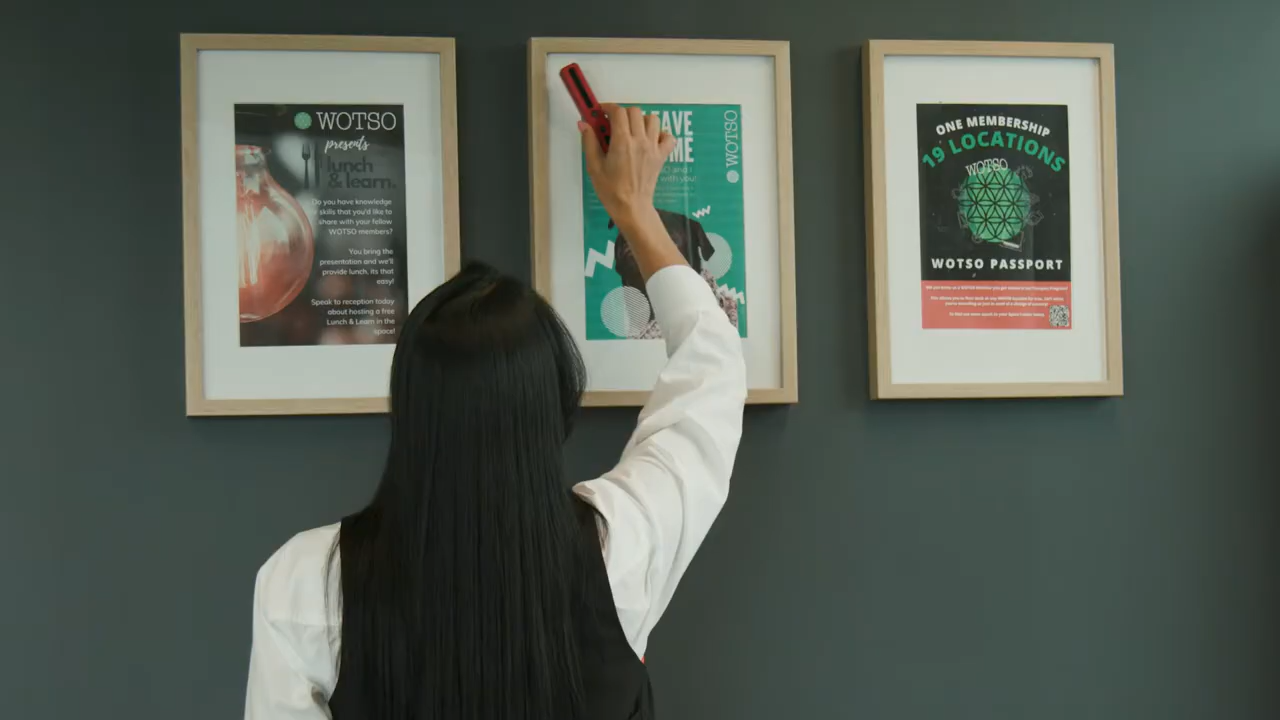 WOTSO
presents
lunch
& learn.
Do you have knowledge
skills that you'd like to
share with your fellow
WOTSO members?
You bring the
presentation and we'll
provide lunch, its that
easy!
Speak to reception today
about hosting a free
Lunch & Learn in the
space!
EAVE
ME
and I
with you!
WOTSO
ONE MEMBERSHIP
19 LOCATIONS
WOTSO
WOTSO PASSPORT